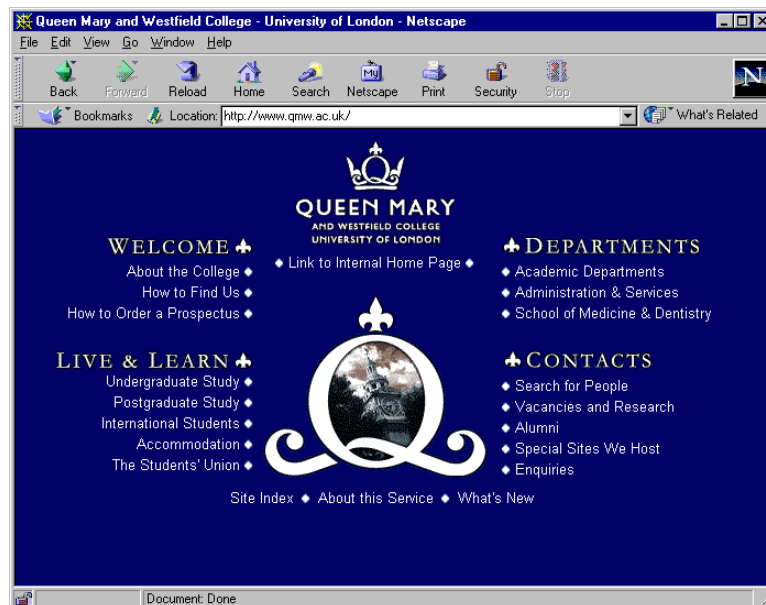 Queen Mary and Westfield College - University of London - Netscape
File Edit View Go Window Help
Back Forward Reload Home Search Netscape Print Security Stop
My
N
Bookmarks Location: http://www.qmw.ac.uk/ What's Related
QUEEN MARY
AND WESTFIELD COLLEGE
UNIVERSITY OF LONDON
Link to Internal Home Page
WELCOME
About the College
How to Find Us
How to Order a Prospectus
DEPARTMENTS
Academic Departments
Administration & Services
School of Medicine & Dentistry
LIVE & LEARN
Undergraduate Study
Postgraduate Study
International Students
Accommodation
The Students' Union
CONTACTS
Search for People
Vacancies and Research
Alumni
Special Sites We Host
Enquiries
Q
Site Index ♦ About this Service ♦ What's New
Document: Done